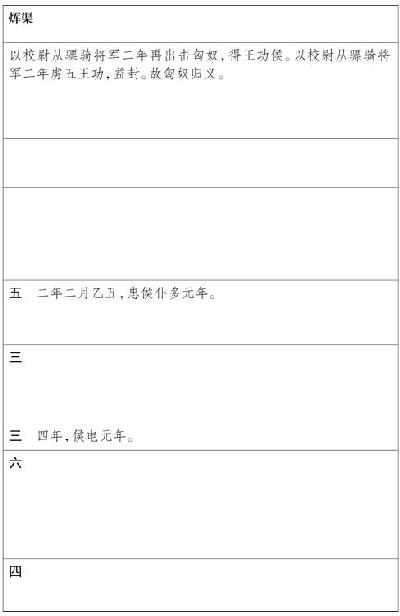 煇渠
以校尉从骠骑将军二年再出击匈奴，得王功侯。以校尉从骠骑将
军二年虏五王功，益封。故匈奴归义。
五　二年二月乙丑，忠侯仆多元年。
三
三　四年，侯电元年。
六
四